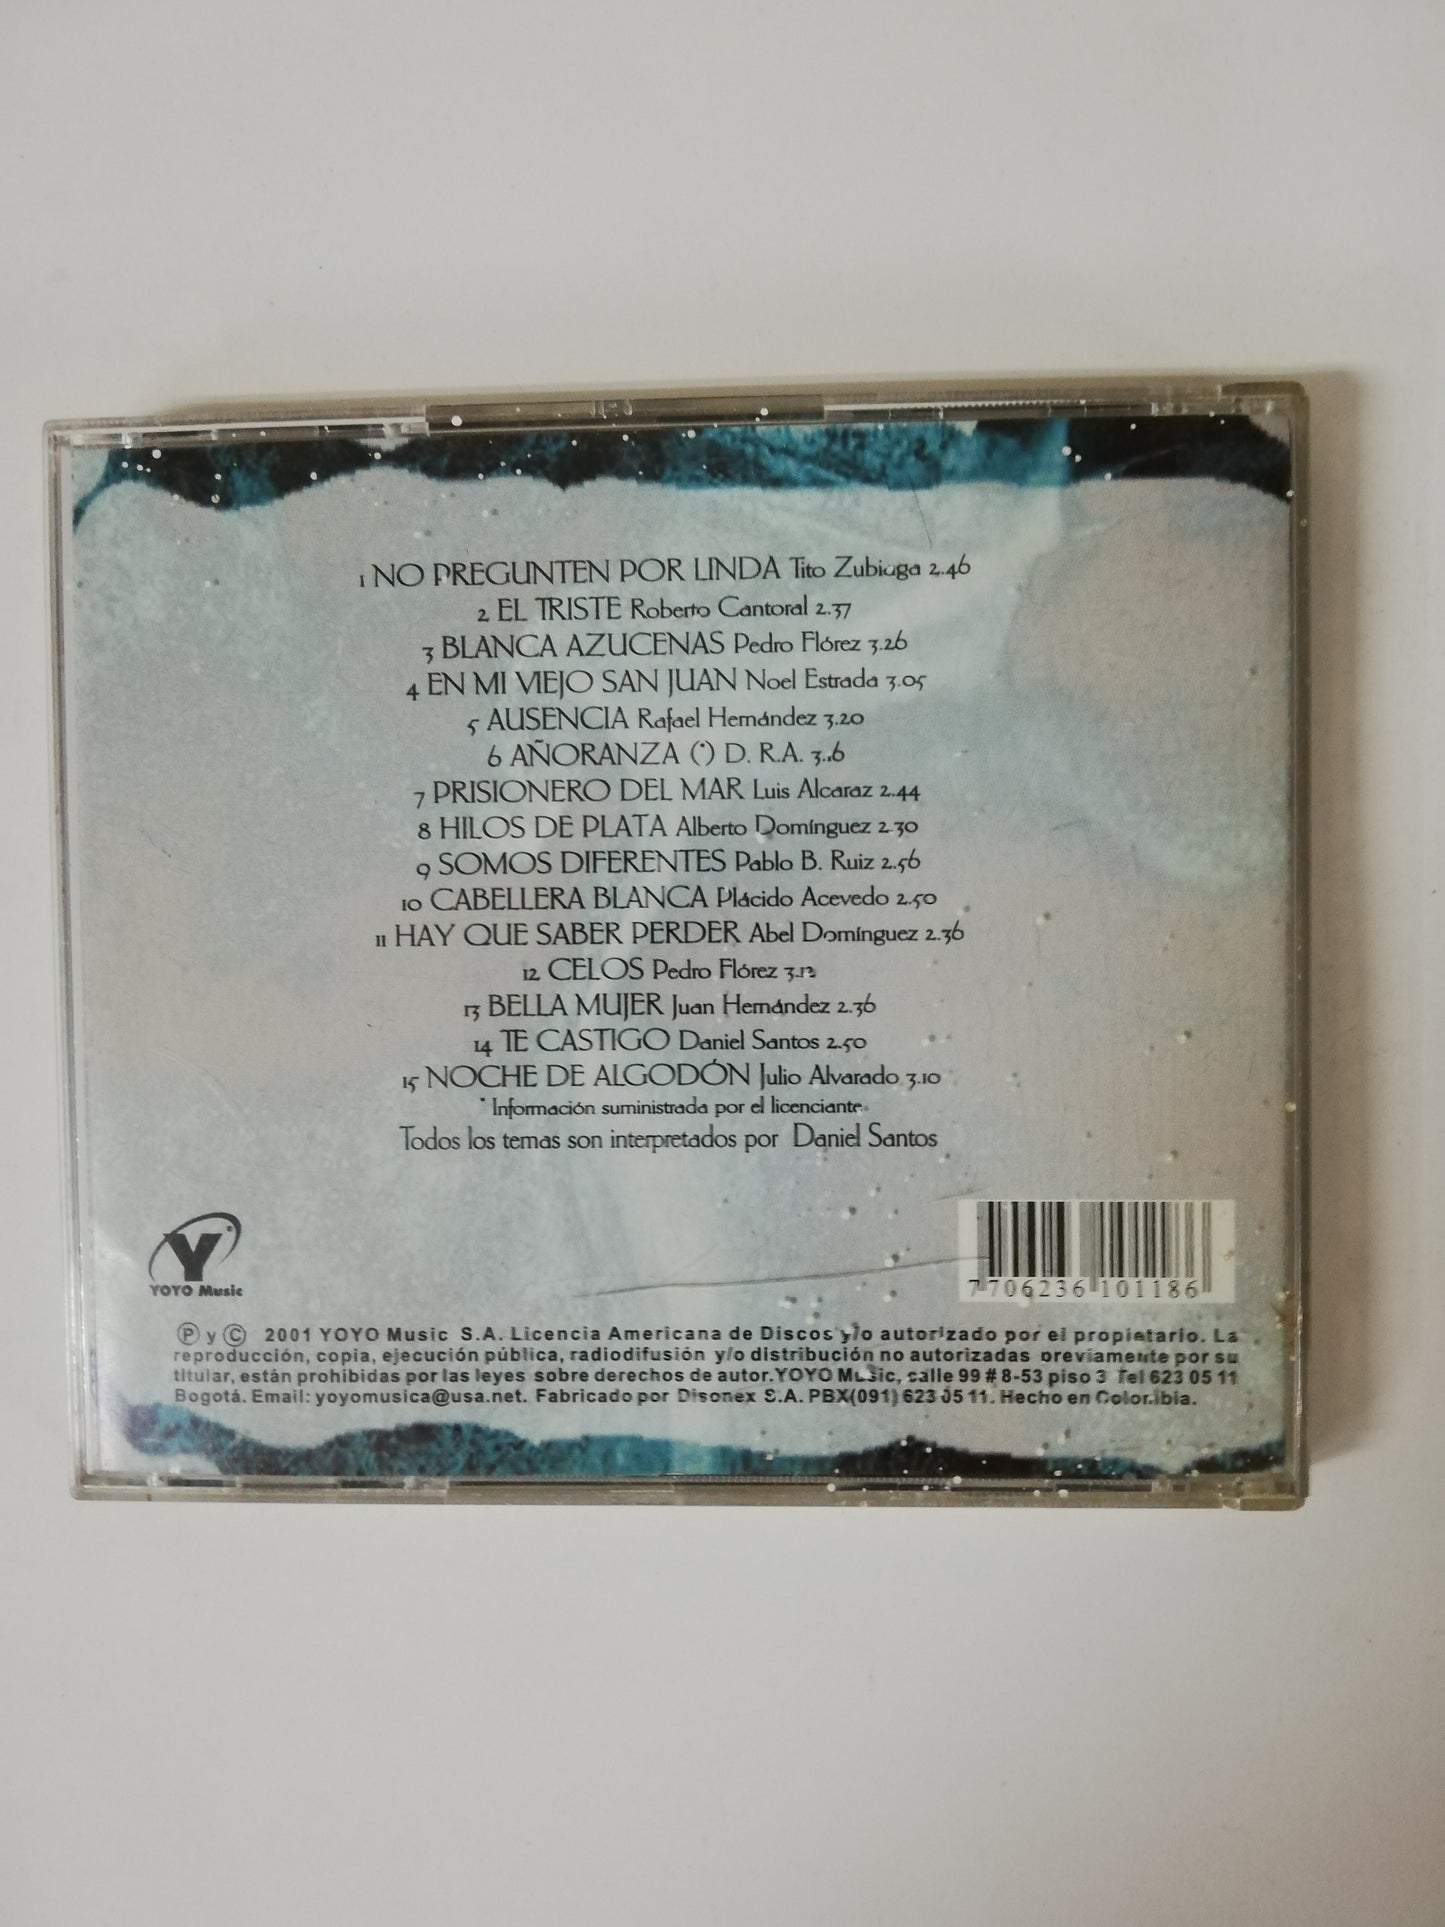 1 NO PREGUNTEN POR LINDA Tito Zubiaga 2.46
2 EL TRISTE Roberto Cantoral 2.37
3 BLANCA AZUCENAS Pedro Flórez 3.26
4 EN MI VIEJO SAN JUAN Noel Estrada 3.05
5 AUSENCIA Rafael Hernández 3.20
6 AÑORANZA (*) D. R.A.
7 PRISIONERO DEL MAR Luis Alcaraz 2.44
8 HILOS DE PLATA Alberto Domínguez 2.30
9 SOMOS DIFERENTES Pablo B. Ruiz 2.56
10 CABELLERA BLANCA Plácido Acevedo 2.50
11 HAY QUE SABER PERDER Abel Domínguez 2.36
12 CELOS Pedro Flórez
13 BELLA MUJER Juan Hernández 2.36
14 TE CASTIGO Daniel Santos 2.50
15 NOCHE DE ALGODÓN Julio Alvarado 3.10
* Información suministrada por el licenciante.
Todos los temas son interpretados por Daniel Santos
Y
YOYO Music
7 706236 101186
Ⓟ y Ⓒ 2001 YOYO Music S.A. Licencia Americana de Discos y/o autorizado por el propietario. La
reproducción, copia, ejecución pública, radiodifusión y/o distribución no autorizadas previamente por su
titular, están prohibidas por las leyes sobre derechos de autor.YOYO Music, calle 99 # 8-53 piso 3 Tel 623 05 11
Bogotá. Email: yoyomusica@usa.net. Fabricado por Disonex S.A. PBX(091) 623 05 11. Hecho en Colombia.